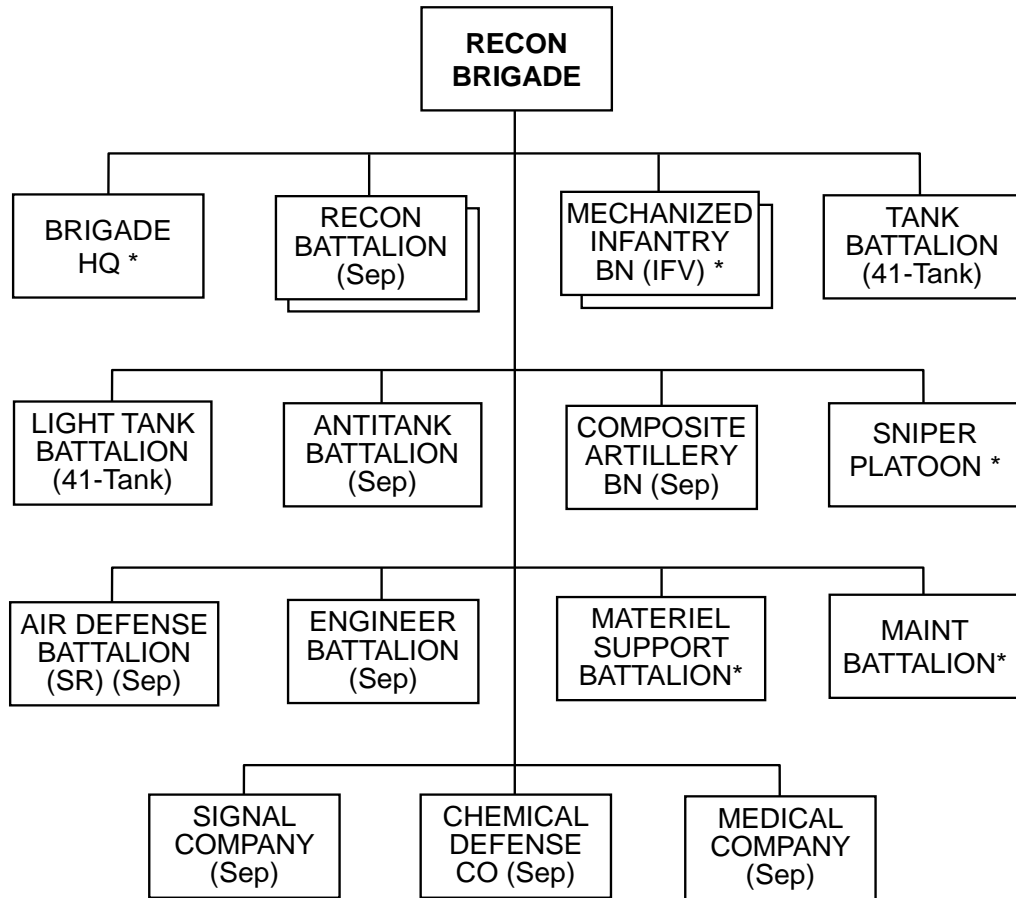 RECON
BRIGADE
BRIGADE
HQ *
RECON
BATTALION
(Sep)
MECHANIZED
INFANTRY
BN (IFV) *
TANK
BATTALION
(41-Tank)
LIGHT TANK
BATTALION
(41-Tank)
ANTITANK
BATTALION
(Sep)
COMPOSITE
ARTILLERY
BN (Sep)
SNIPER
PLATOON *
AIR DEFENSE
BATTALION
(SR) (Sep)
ENGINEER
BATTALION
(Sep)
MATERIEL
SUPPORT
BATTALION*
MAINT
BATTALION*
SIGNAL
COMPANY
(Sep)
CHEMICAL
DEFENSE
CO (Sep)
MEDICAL
COMPANY
(Sep)